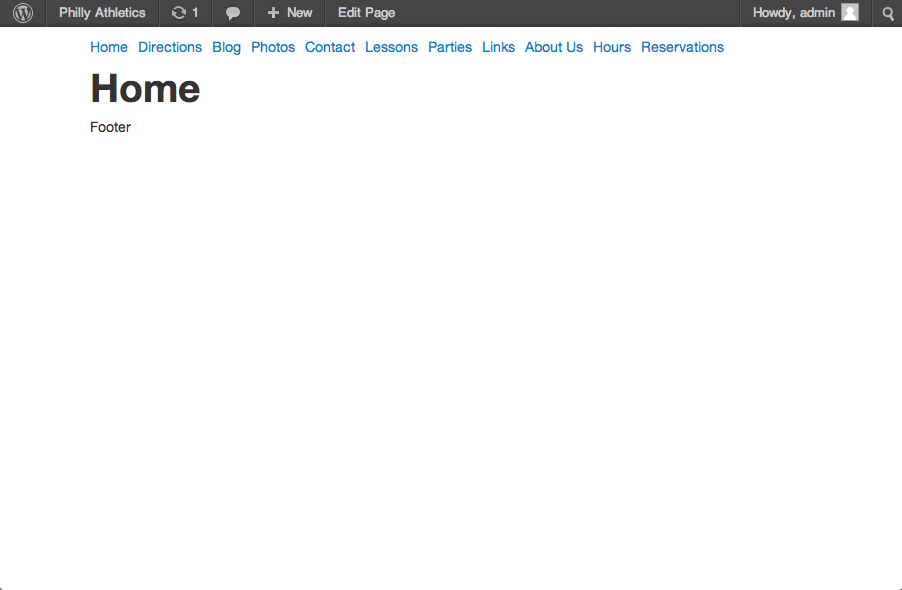 Philly Athletics 1 New Edit Page Howdy, admin
Home Directions Blog Photos Contact Lessons Parties Links About Us Hours Reservations
Home
Footer